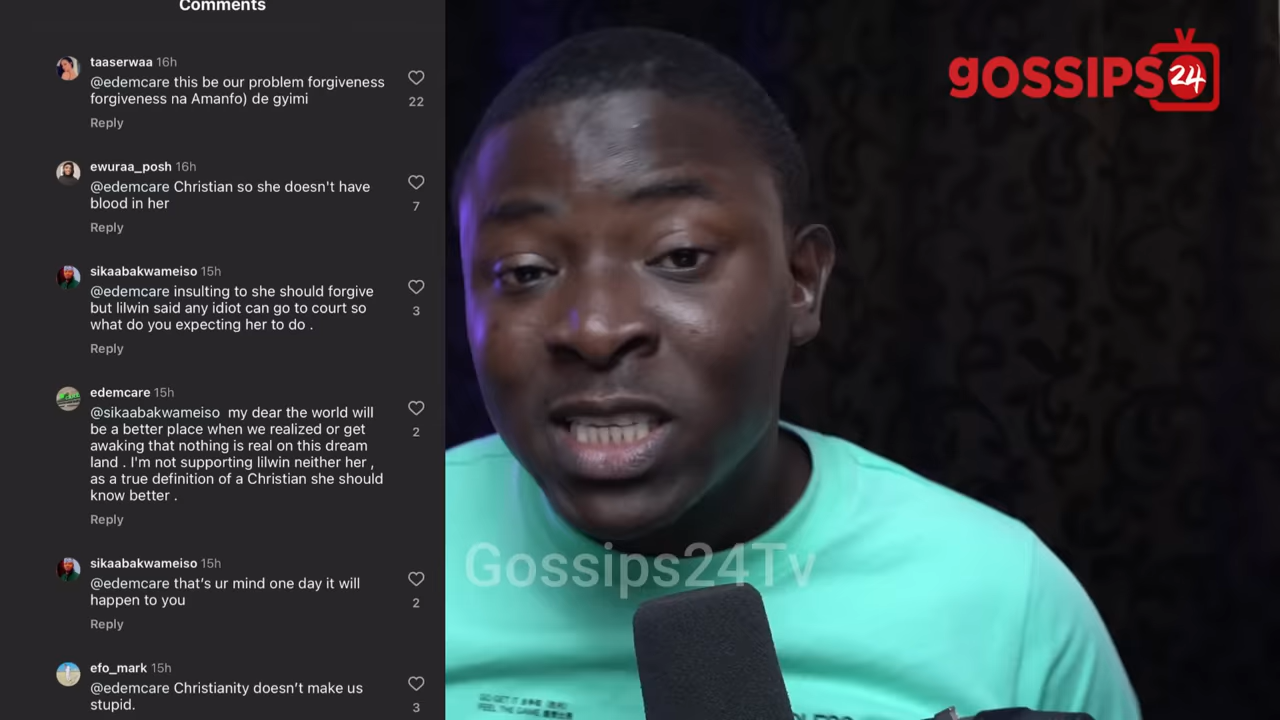 Comments
taaserwaa 16h
@edemcare this be our problem forgiveness
forgiveness na Amanfo) de gyimi
22
Reply
ewuraa_posh 16h
@edemcare Christian so she doesn't have
blood in her
7
Reply
sikaabakwameiso 15h
@edemcare insulting to she should forgive
but lilwin said any idiot can go to court so
what do you expecting her to do .
3
Reply
edemcare 15h
@sikaabakwameiso my dear the world will
be a better place when we realized or get
awaking that nothing is real on this dream
land . I'm not supporting lilwin neither her ,
as a true definition of a Christian she should
know better .
2
Reply
sikaabakwameiso 15h
@edemcare that’s ur mind one day it will
happen to you
2
Reply
efo_mark 15h
@edemcare Christianity doesn’t make us
stupid.
3
gOSSIPS24
Gossips24Tv
FEEL THE GAME